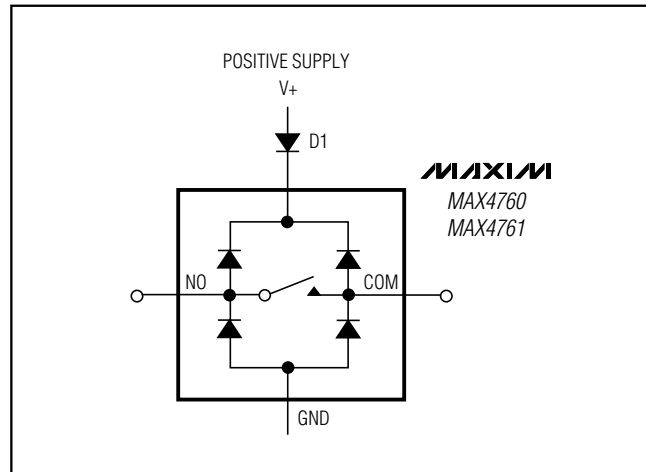 POSITIVE SUPPLY
V+
D1
MAXIM
MAX4760
MAX4761
NO
COM
GND